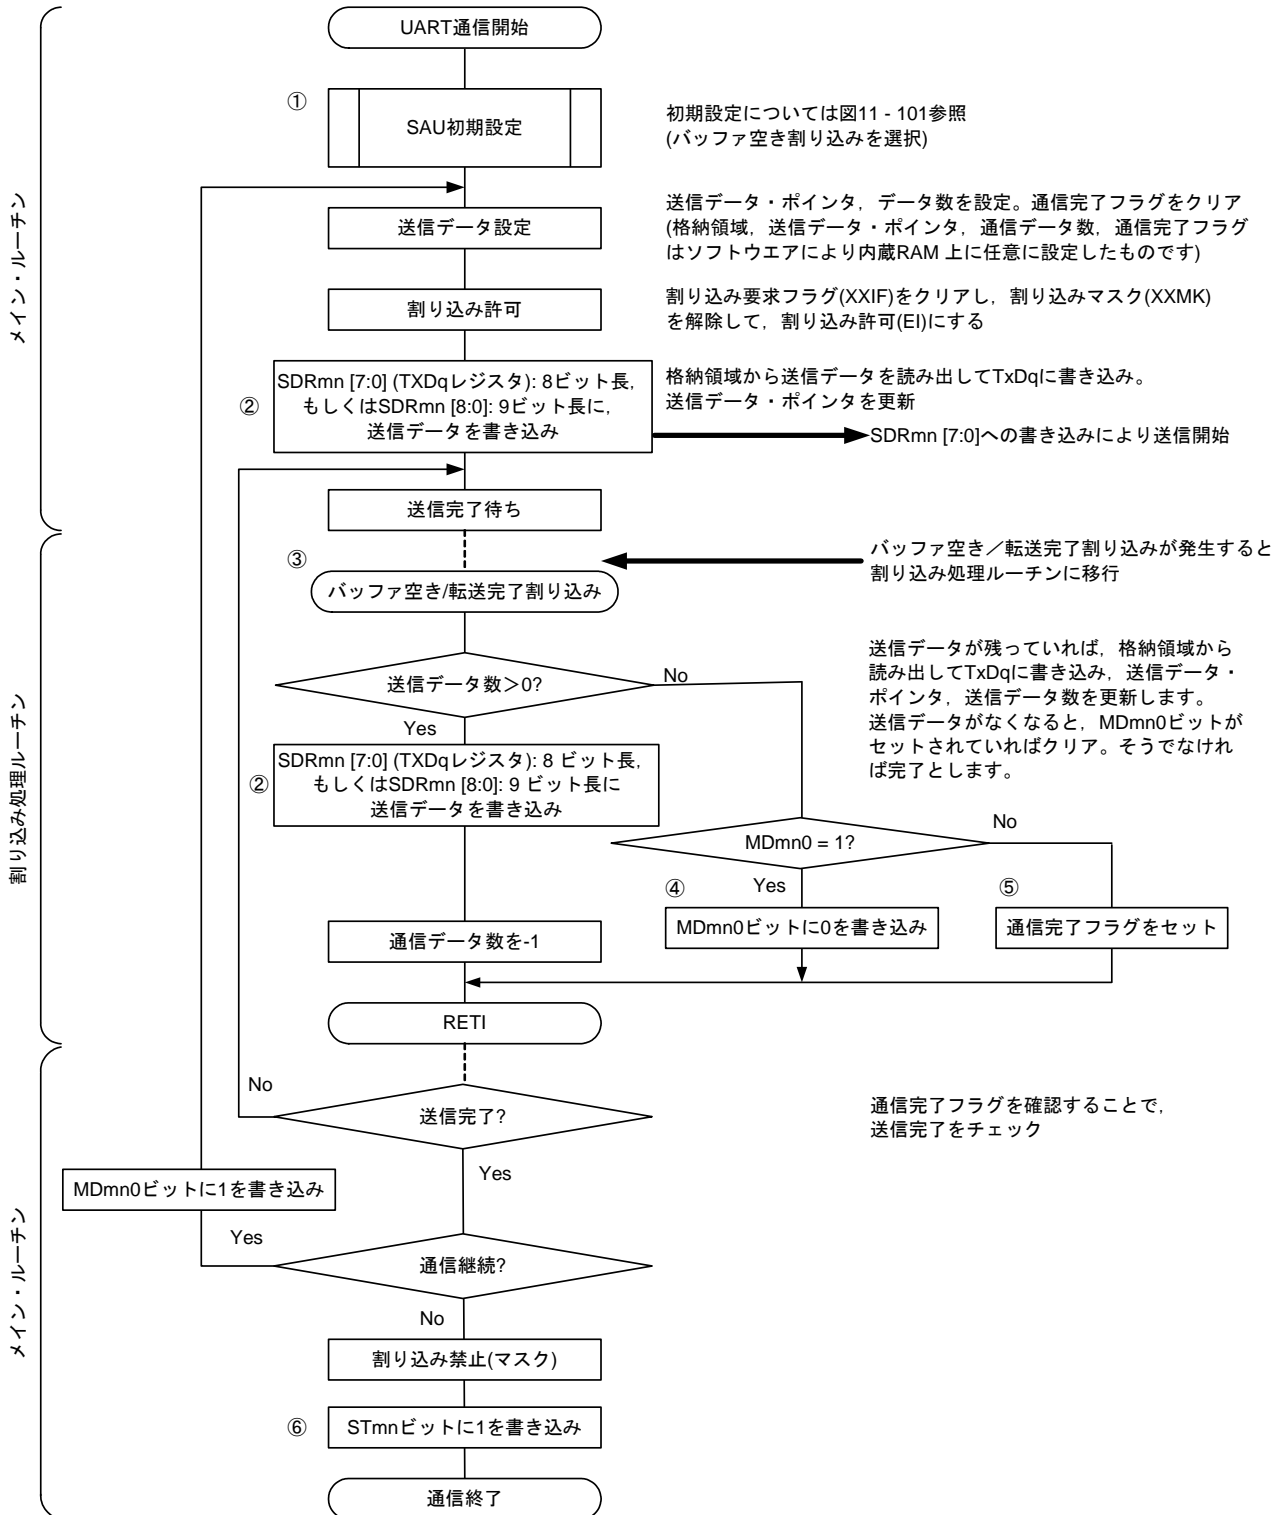 UART通信開始
①
SAU初期設定
初期設定については図11 - 101参照
(バッファ空き割り込みを選択)
メイン・ルーチン
送信データ設定
送信データ・ポインタ，データ数を設定。通信完了フラグをクリア
(格納領域，送信データ・ポインタ，通信データ数，通信完了フラグ
はソフトウエアにより内蔵RAM 上に任意に設定したものです)
割り込み許可
割り込み要求フラグ(XXIF)をクリアし，割り込みマスク(XXMK)
を解除して，割り込み許可(EI)にする
②
SDRmn [7:0] (TXDqレジスタ): 8ビット長,
もしくはSDRmn [8:0]: 9ビット長に,
送信データを書き込み
格納領域から送信データを読み出してTxDqに書き込み。
送信データ・ポインタを更新
SDRmn [7:0]への書き込みにより送信開始
送信完了待ち
③
バッファ空き／転送完了割り込みが発生すると
割り込み処理ルーチンに移行
バッファ空き/転送完了割り込み
割り込み処理ルーチン
送信データ数＞0?
No
Yes
送信データが残っていれば，格納領域から
読み出してTxDqに書き込み，送信データ・
ポインタ，送信データ数を更新します。
送信データがなくなると，MDmn0ビットが
セットされていればクリア。そうでなけれ
ば完了とします。
②
SDRmn [7:0] (TXDqレジスタ): 8 ビット長,
もしくはSDRmn [8:0]: 9 ビット長に
送信データを書き込み
MDmn0 = 1?
No
Yes
④
MDmn0ビットに0を書き込み
⑤
通信完了フラグをセット
通信データ数を-1
RETI
メイン・ルーチン
No
送信完了?
Yes
通信完了フラグを確認することで,
送信完了をチェック
MDmn0ビットに1を書き込み
Yes
通信継続?
No
割り込み禁止(マスク)
⑥
STmnビットに1を書き込み
通信終了